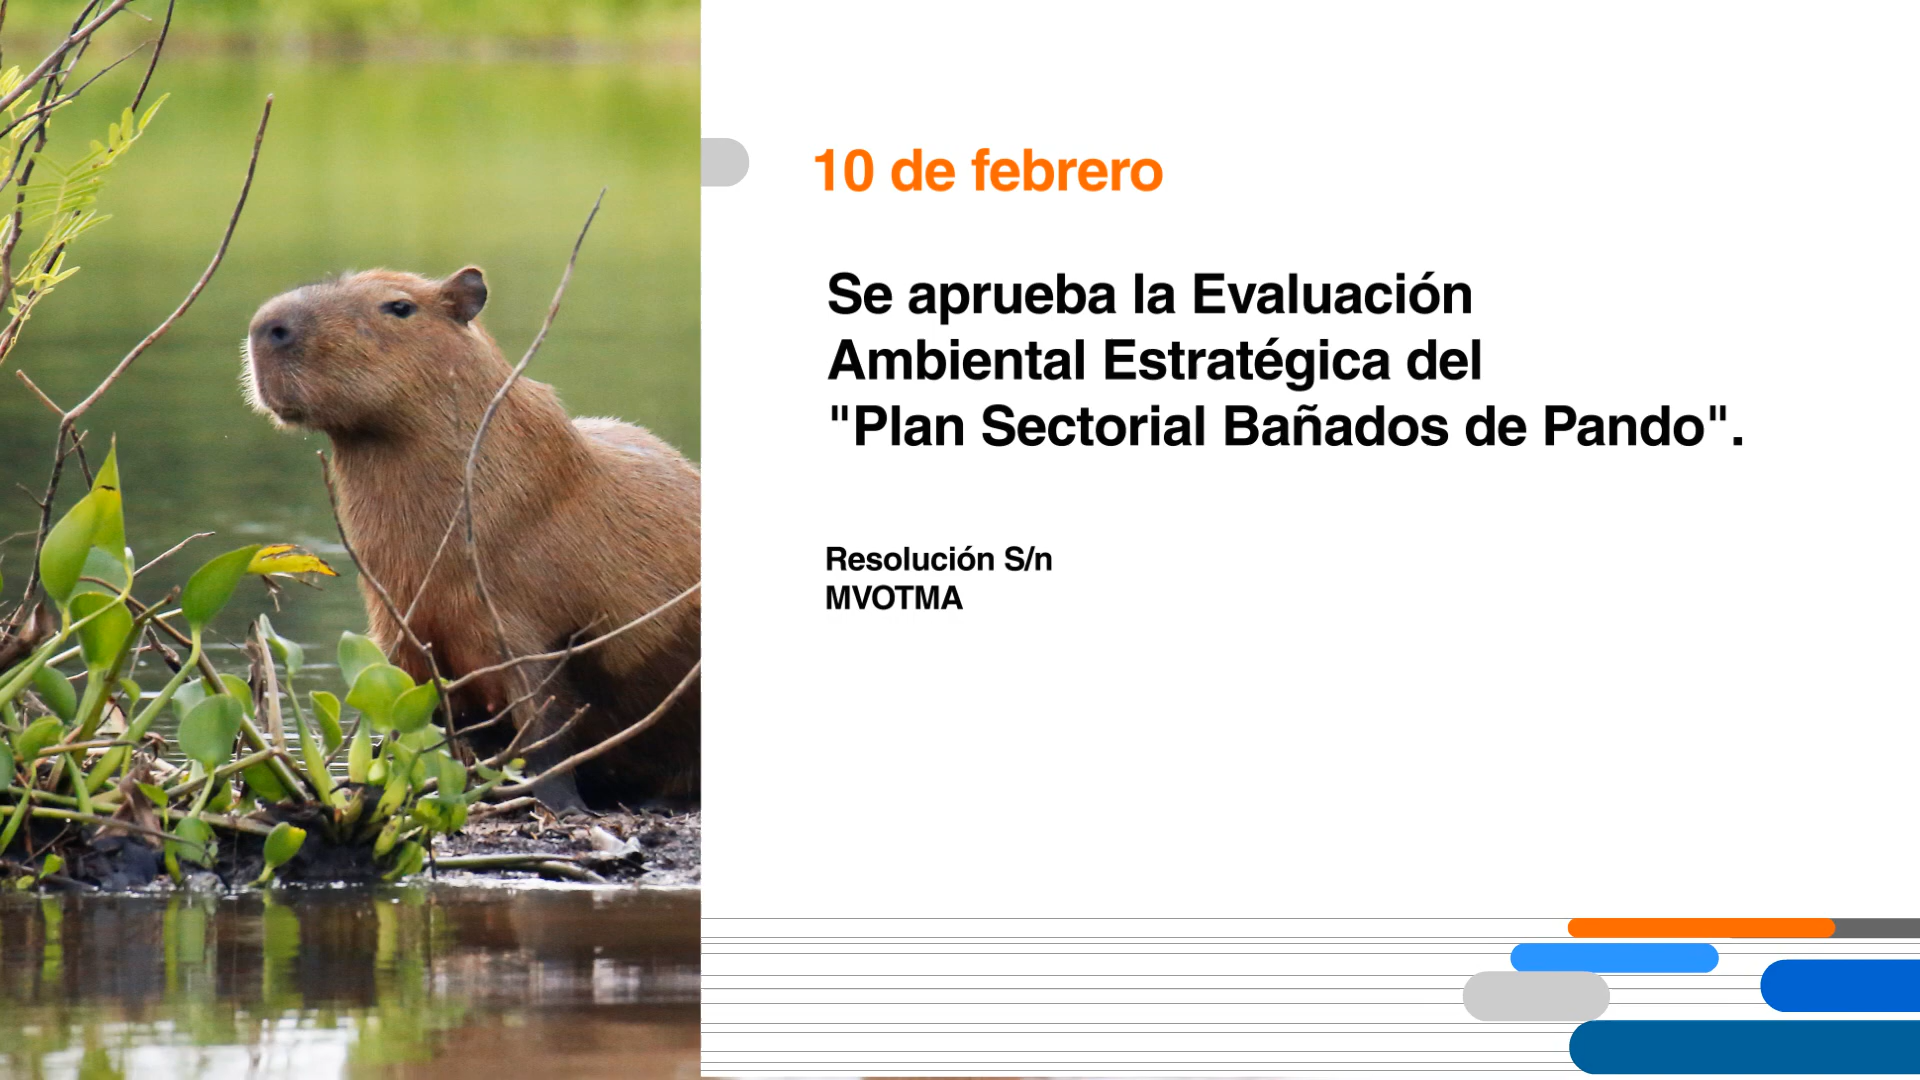 10 de febrero
Se aprueba la Evaluación
Ambiental Estratégica del
"Plan Sectorial Bañados de Pando".
Resolución S/n
MVOTMA